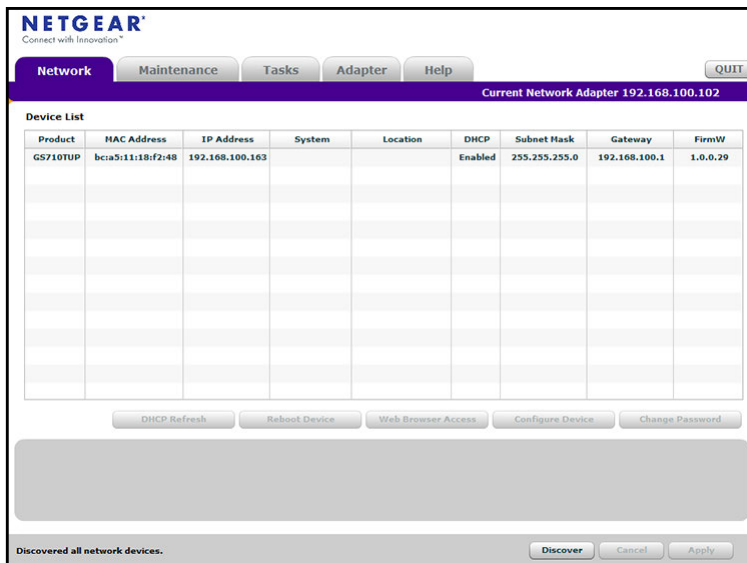 NETGEAR®
Connect with Innovation™
Network Maintenance Tasks Adapter Help QUIT
Current Network Adapter 192.168.100.102
Device List
Product MAC Address IP Address System Location DHCP Subnet Mask Gateway FirmW
GS710TUP bc:a5:11:18:f2:48 192.168.100.163 Enabled 255.255.255.0 192.168.100.1 1.0.0.29
DHCP Refresh Reboot Device Web Browser Access Configure Device Change Password
Discovered all network devices. Discover Cancel Apply